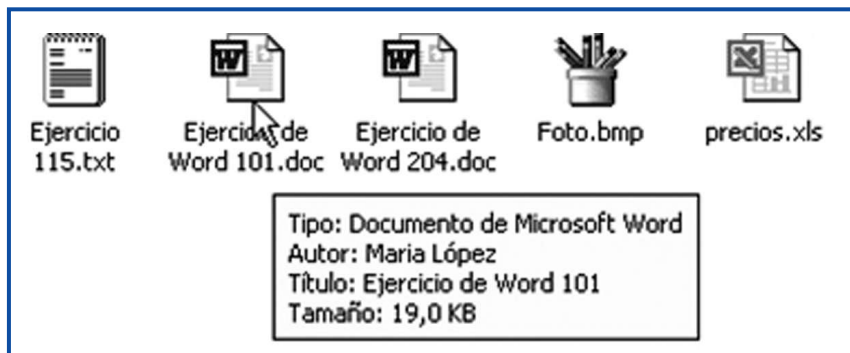 Ejercicio
115.txt
Ejercicio de
Word 101.doc
Ejercicio de
Word 204.doc
Foto.bmp
precios.xls
Tipo: Documento de Microsoft Word
Autor: Maria López
Título: Ejercicio de Word 101
Tamaño: 19,0 KB